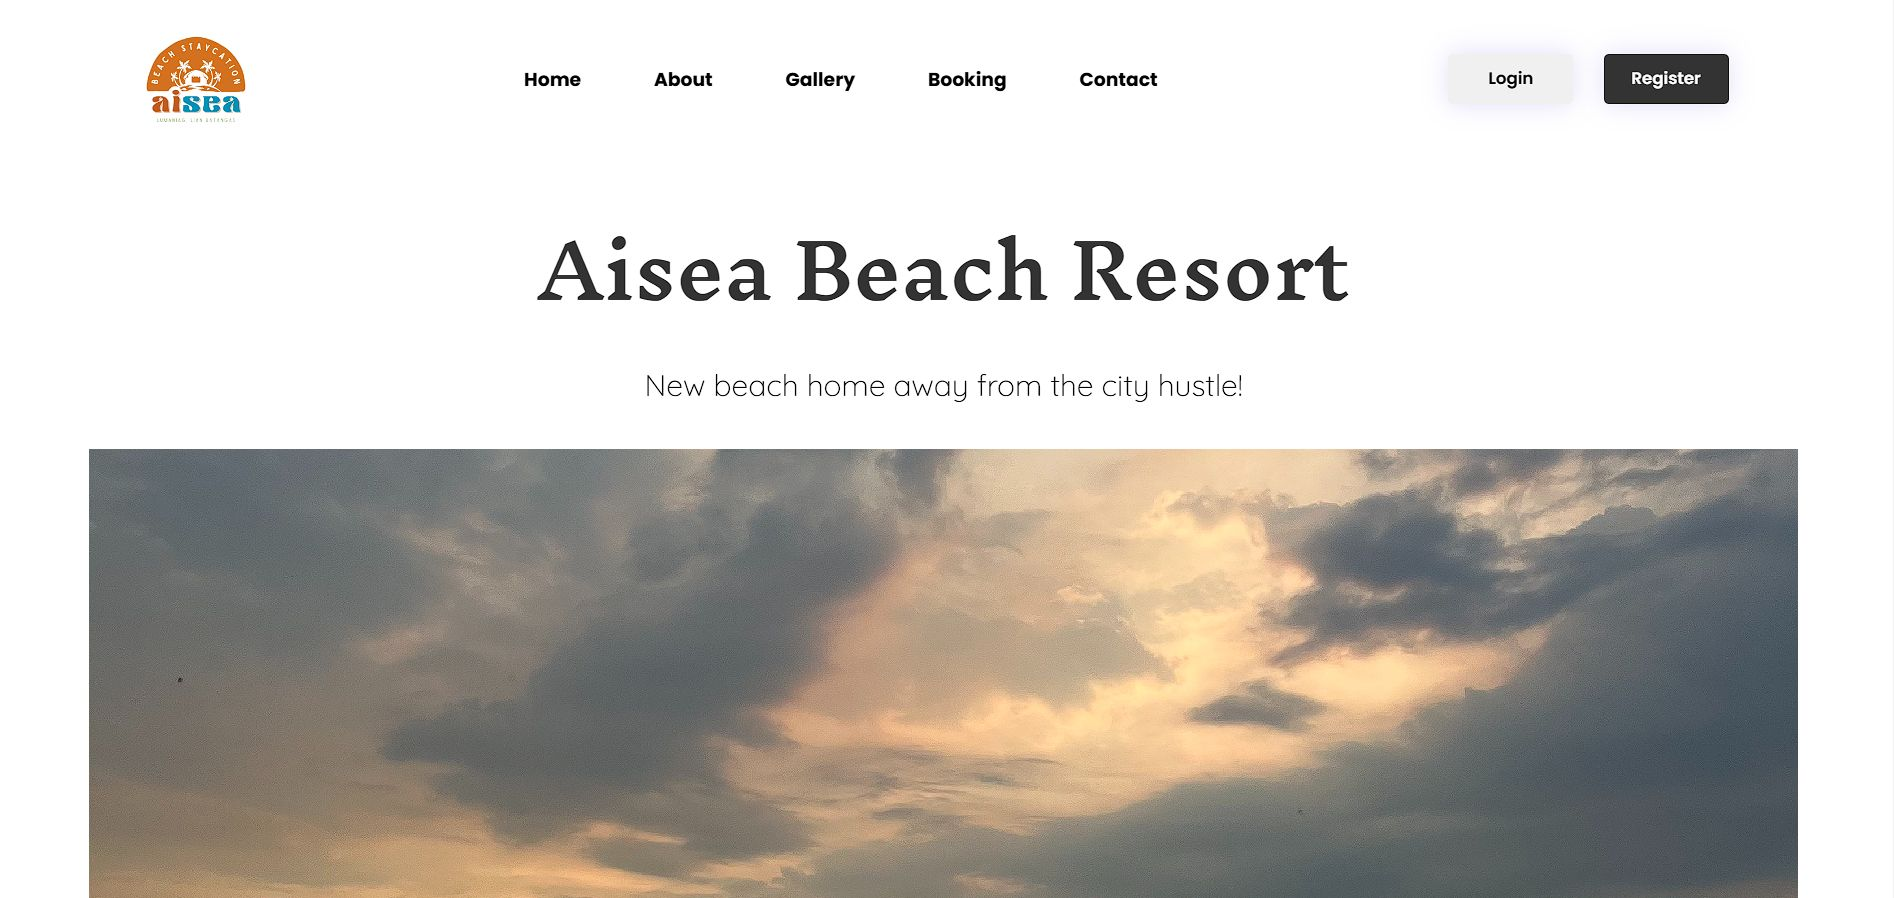 BEACH STAYCATION
aisea
LUMANIAG, LIAN BATANGAS
Home
About
Gallery
Booking
Contact
Login
Register
Aisea Beach Resort
New beach home away from the city hustle!